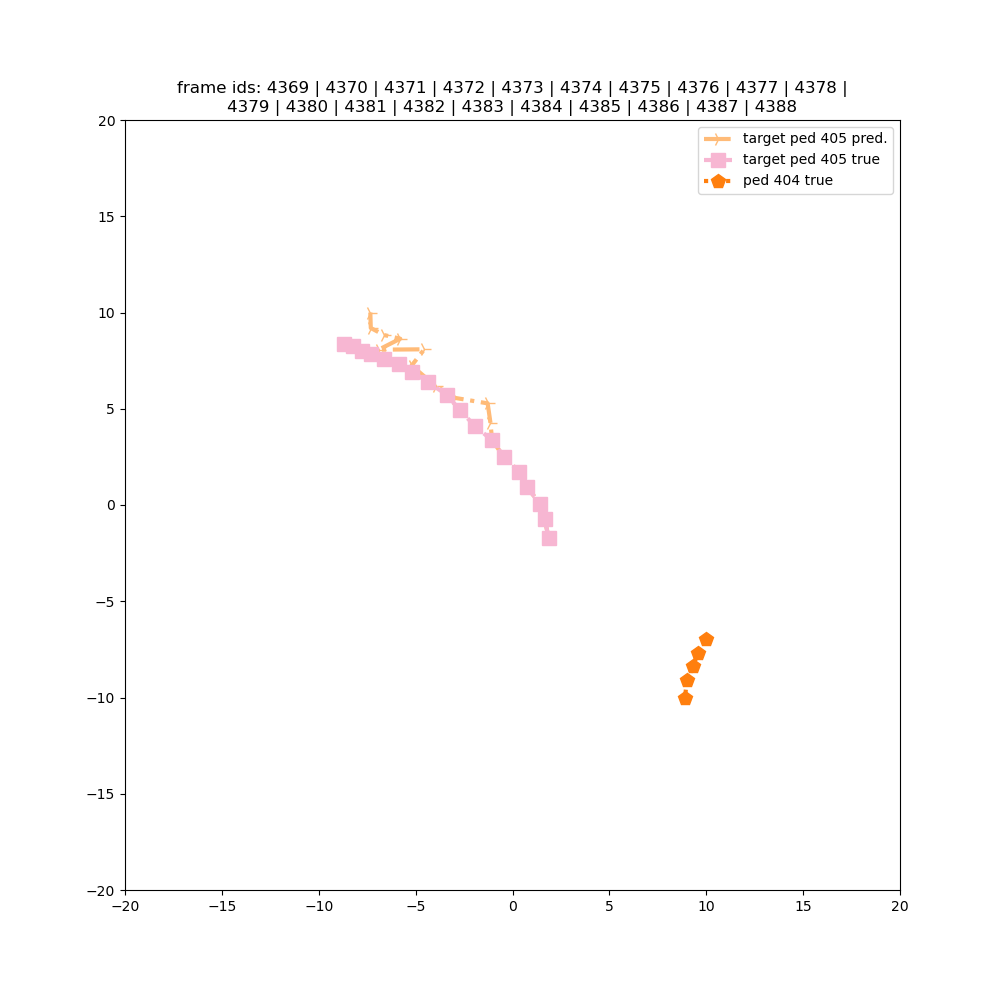 frame ids: 4369 | 4370 | 4371 | 4372 | 4373 | 4374 | 4375 | 4376 | 4377 | 4378 |
4379 | 4380 | 4381 | 4382 | 4383 | 4384 | 4385 | 4386 | 4387 | 4388
target ped 405 pred.
target ped 405 true
ped 404 true
20
15
10
5
0
−5
−10
−15
−20
−20 −15 −10 −5 0 5 10 15 20